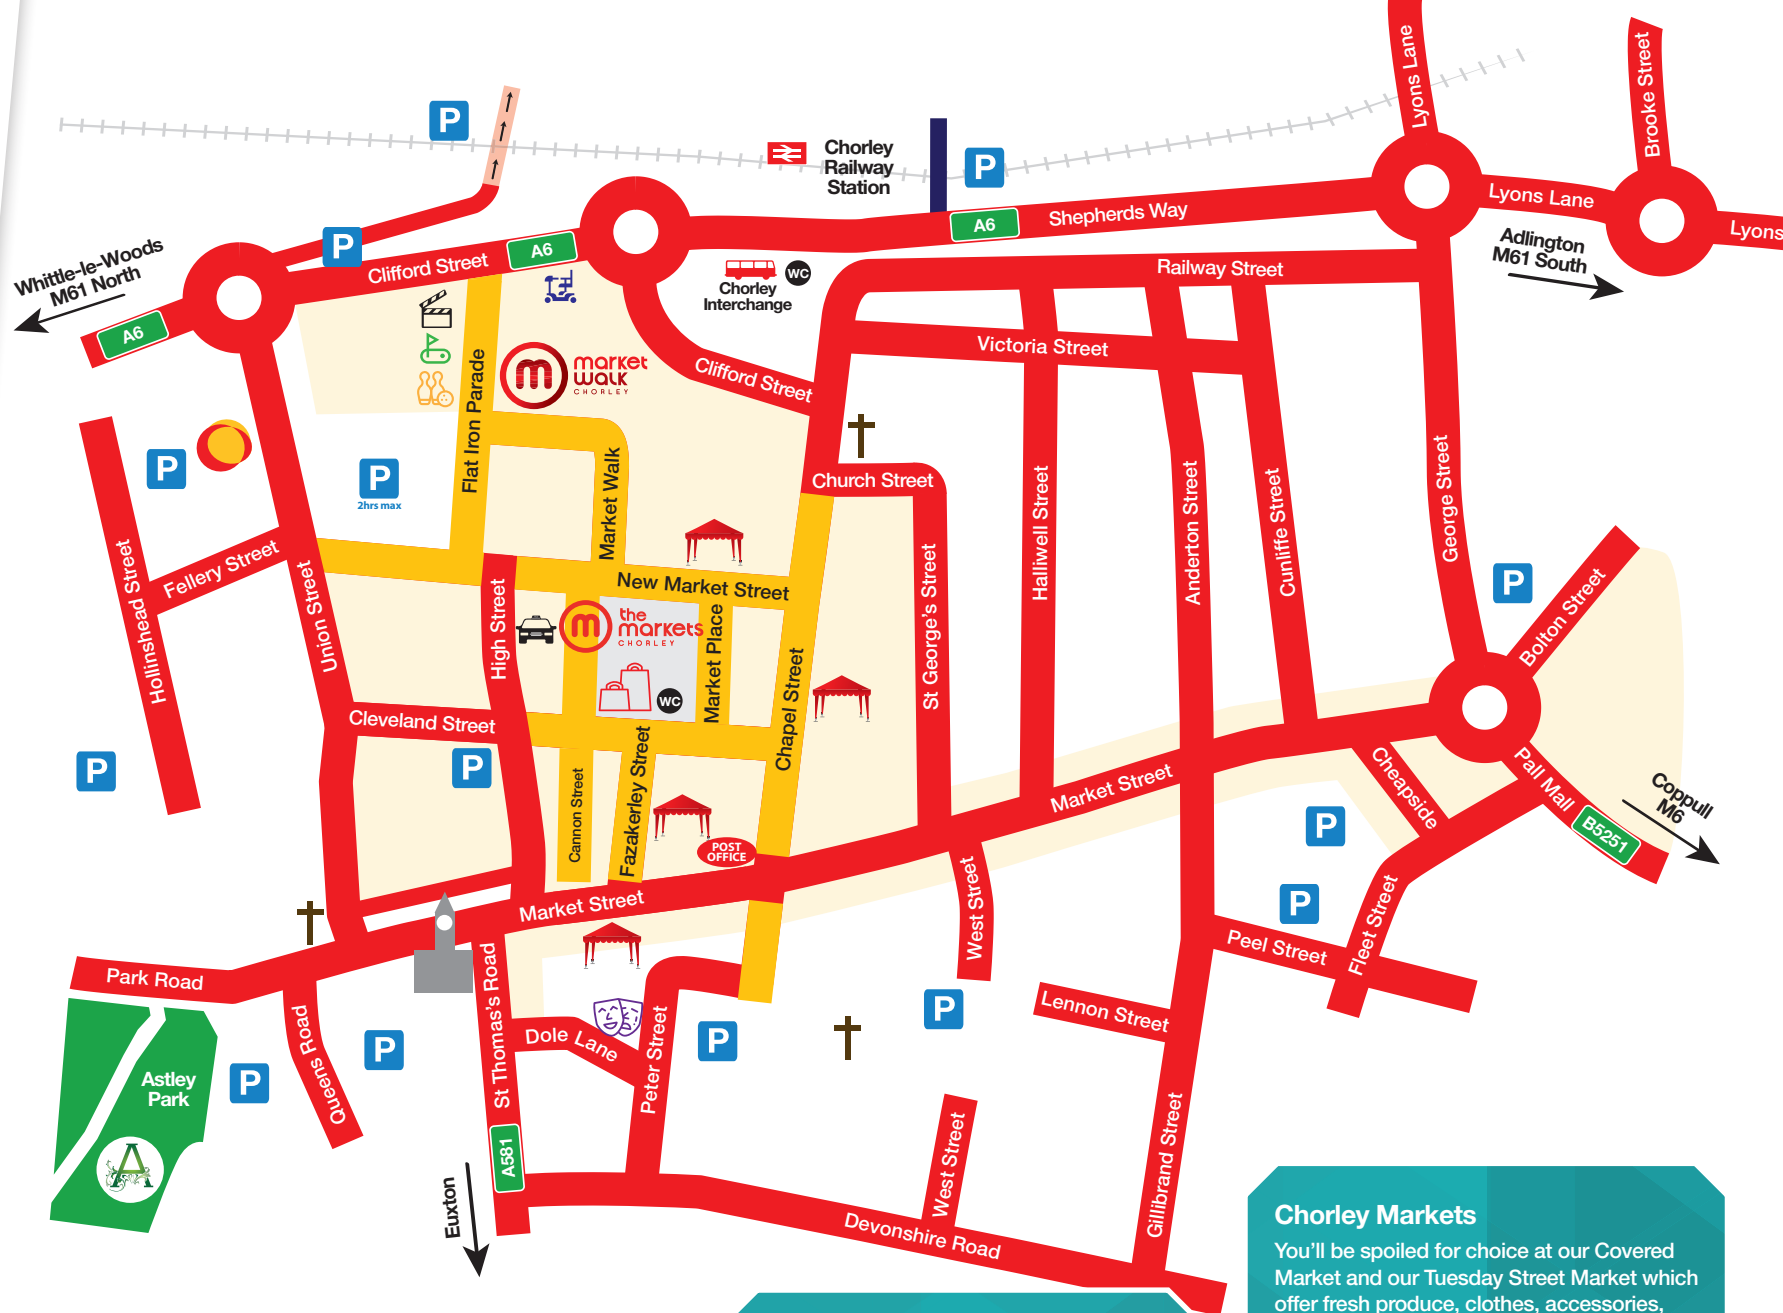 Lyons Lane
Brooke Street
P
Chorley
Railway
Station
P
A6
Shepherds Way
Lyons Lane
Lyons
Adlington
M61 South
Whittle-le-Woods
M61 North
A6
P
Clifford Street
A6
Chorley
Interchange
WC
Railway Street
Victoria Street
Clifford Street
Flat Iron Parade
m
market
walk
CHORLEY
Market Walk
P
P
2hrs max
Church Street
Hollinshead Street
Fellery Street
Union Street
High Street
New Market Street
m
the
markets
CHORLEY
WC
Market Place
Chapel Street
St George's Street
Halliwell Street
Anderton Street
Cunliffe Street
George Street
P
Bolton Street
Cleveland Street
P
P
Cannon Street
Fazakerley Street
POST
OFFICE
Market Street
Market Street
Cheapside
Pall Mall
B5251
Coppull
M6
P
P
Fleet Street
Peel Street
West Street
Lennon Street
P
Park Road
Queens Road
St Thomas's Road
Dole Lane
Peter Street
P
P
P
Astley
Park
A
A581
Euxton
Devonshire Road
West Street
Gillibrand Street
Chorley Markets
You'll be spoiled for choice at our Covered
Market and our Tuesday Street Market which
offer fresh produce, clothes, accessories,